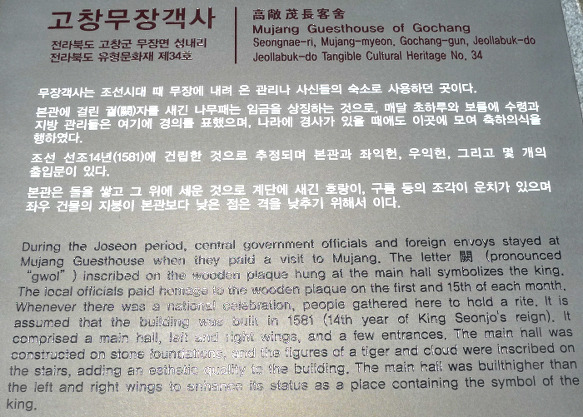 고창무장객사
전라북도 고창군 무장면 성내리
전라북도 유형문화재 제34호
高敞茂長客舍
Mujang Guesthouse of Gochang
Seongnae-ri, Mujang-myeon, Gochang-gun, Jeollabuk-do
Jeollabuk-do Tangible Cultural Heritage No. 34
무장객사는 조선시대 때 무장에 내려 온 관리나 사신들의 숙소로 사용하던 곳이다.
본관에 걸린 궐(闕)자를 새긴 나무패는 임금을 상징하는 것으로, 매달 초하루와 보름에 수령과
지방 관리들은 여기에 경의를 표했으며, 나라에 경사가 있을 때에도 이곳에 모여 축하의식을
행하였다.
조선 선조14년(1581)에 건립한 것으로 추정되며 본관과 좌익헌, 우익헌, 그리고 몇 개의
출입문이 있다.
본관은 돌을 쌓고 그 위에 세운 것으로 계단에 새긴 호랑이, 구름 등의 조각이 운치가 있으며
좌우 건물의 지붕이 본관보다 낮은 점은 격을 낮추기 위해서 이다.
During the Joseon period, central government officials and foreign envoys stayed at
Mujang Guesthouse when they paid a visit to Mujang. The letter 闕 (pronounced
“gwol”) inscribed on the wooden plaque hung at the main hall symbolizes the king.
The local officials paid homage to the wooden plaque on the first and 15th of each month.
Whenever there was a national celebration, people gathered here to hold a rite. It is
assumed that the building was built in 1581 (14th year of King Seonjo's reign). It
comprised a main hall, left and right wings, and a few entrances. The main hall was
constructed on stone foundations, and the figures of a tiger and cloud were inscribed on
the stairs, adding an esthetic quality to the building. The main hall was builthigher than
the left and right wings to enhance its status as a place containing the symbol of the
king.